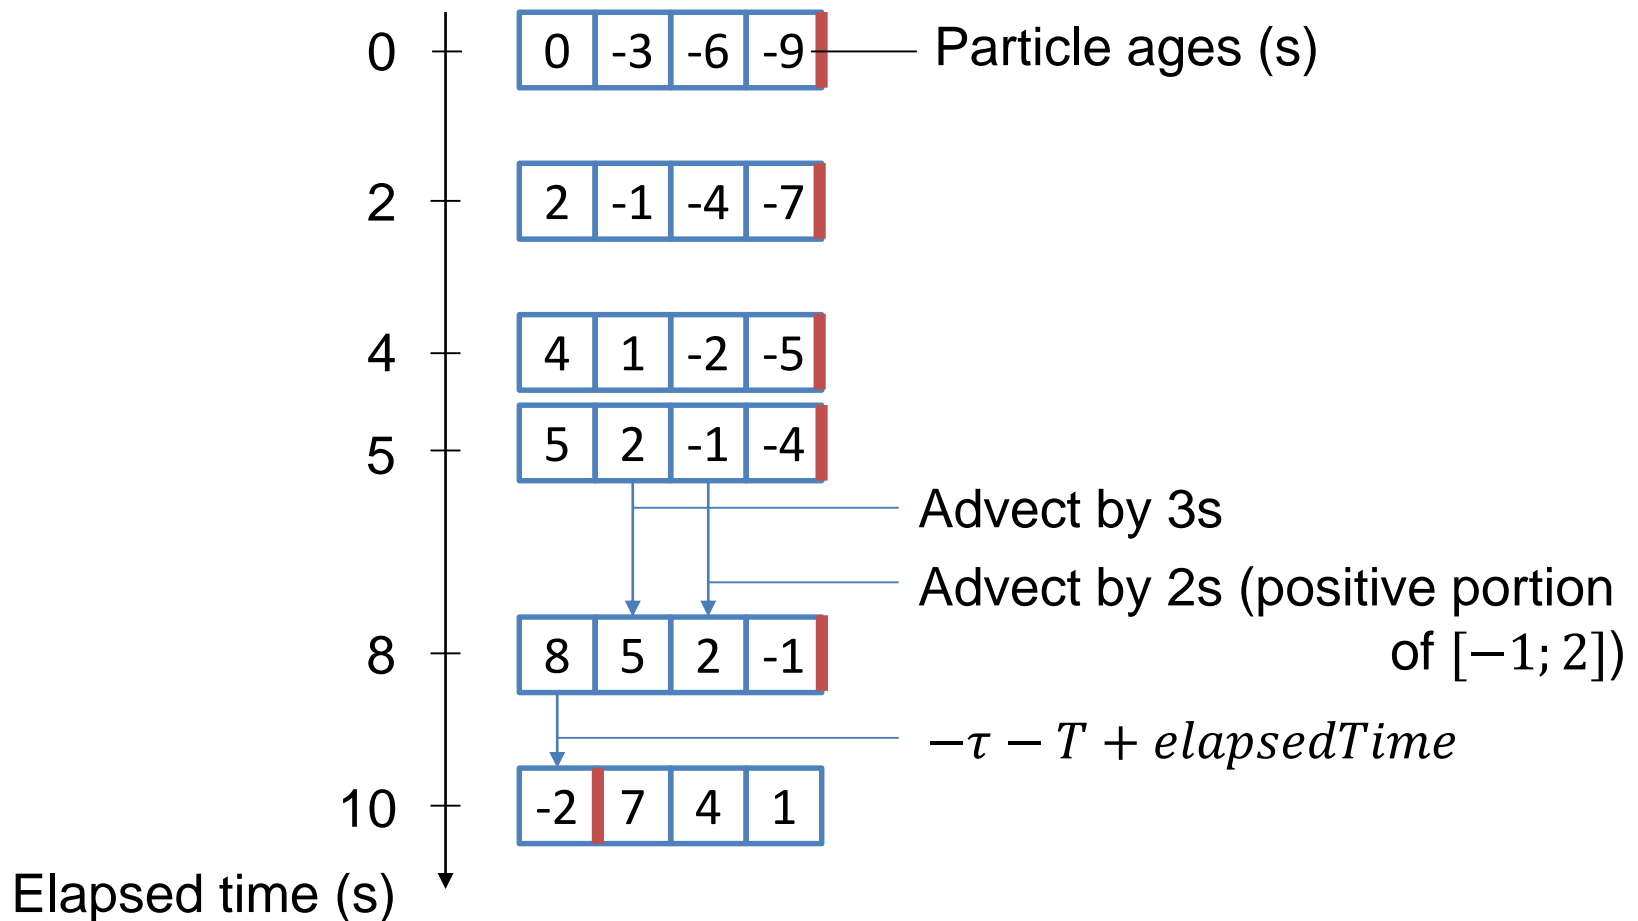 0 0 -3 -6 -9 Particle ages (s)
2 2 -1 -4 -7
4 4 1 -2 -5
5 5 2 -1 -4
Advect by 3s
Advect by 2s (positive portion
of [−1; 2])
8 8 5 2 -1
−τ − T + elapsedTime
10 -2 7 4 1
Elapsed time (s)